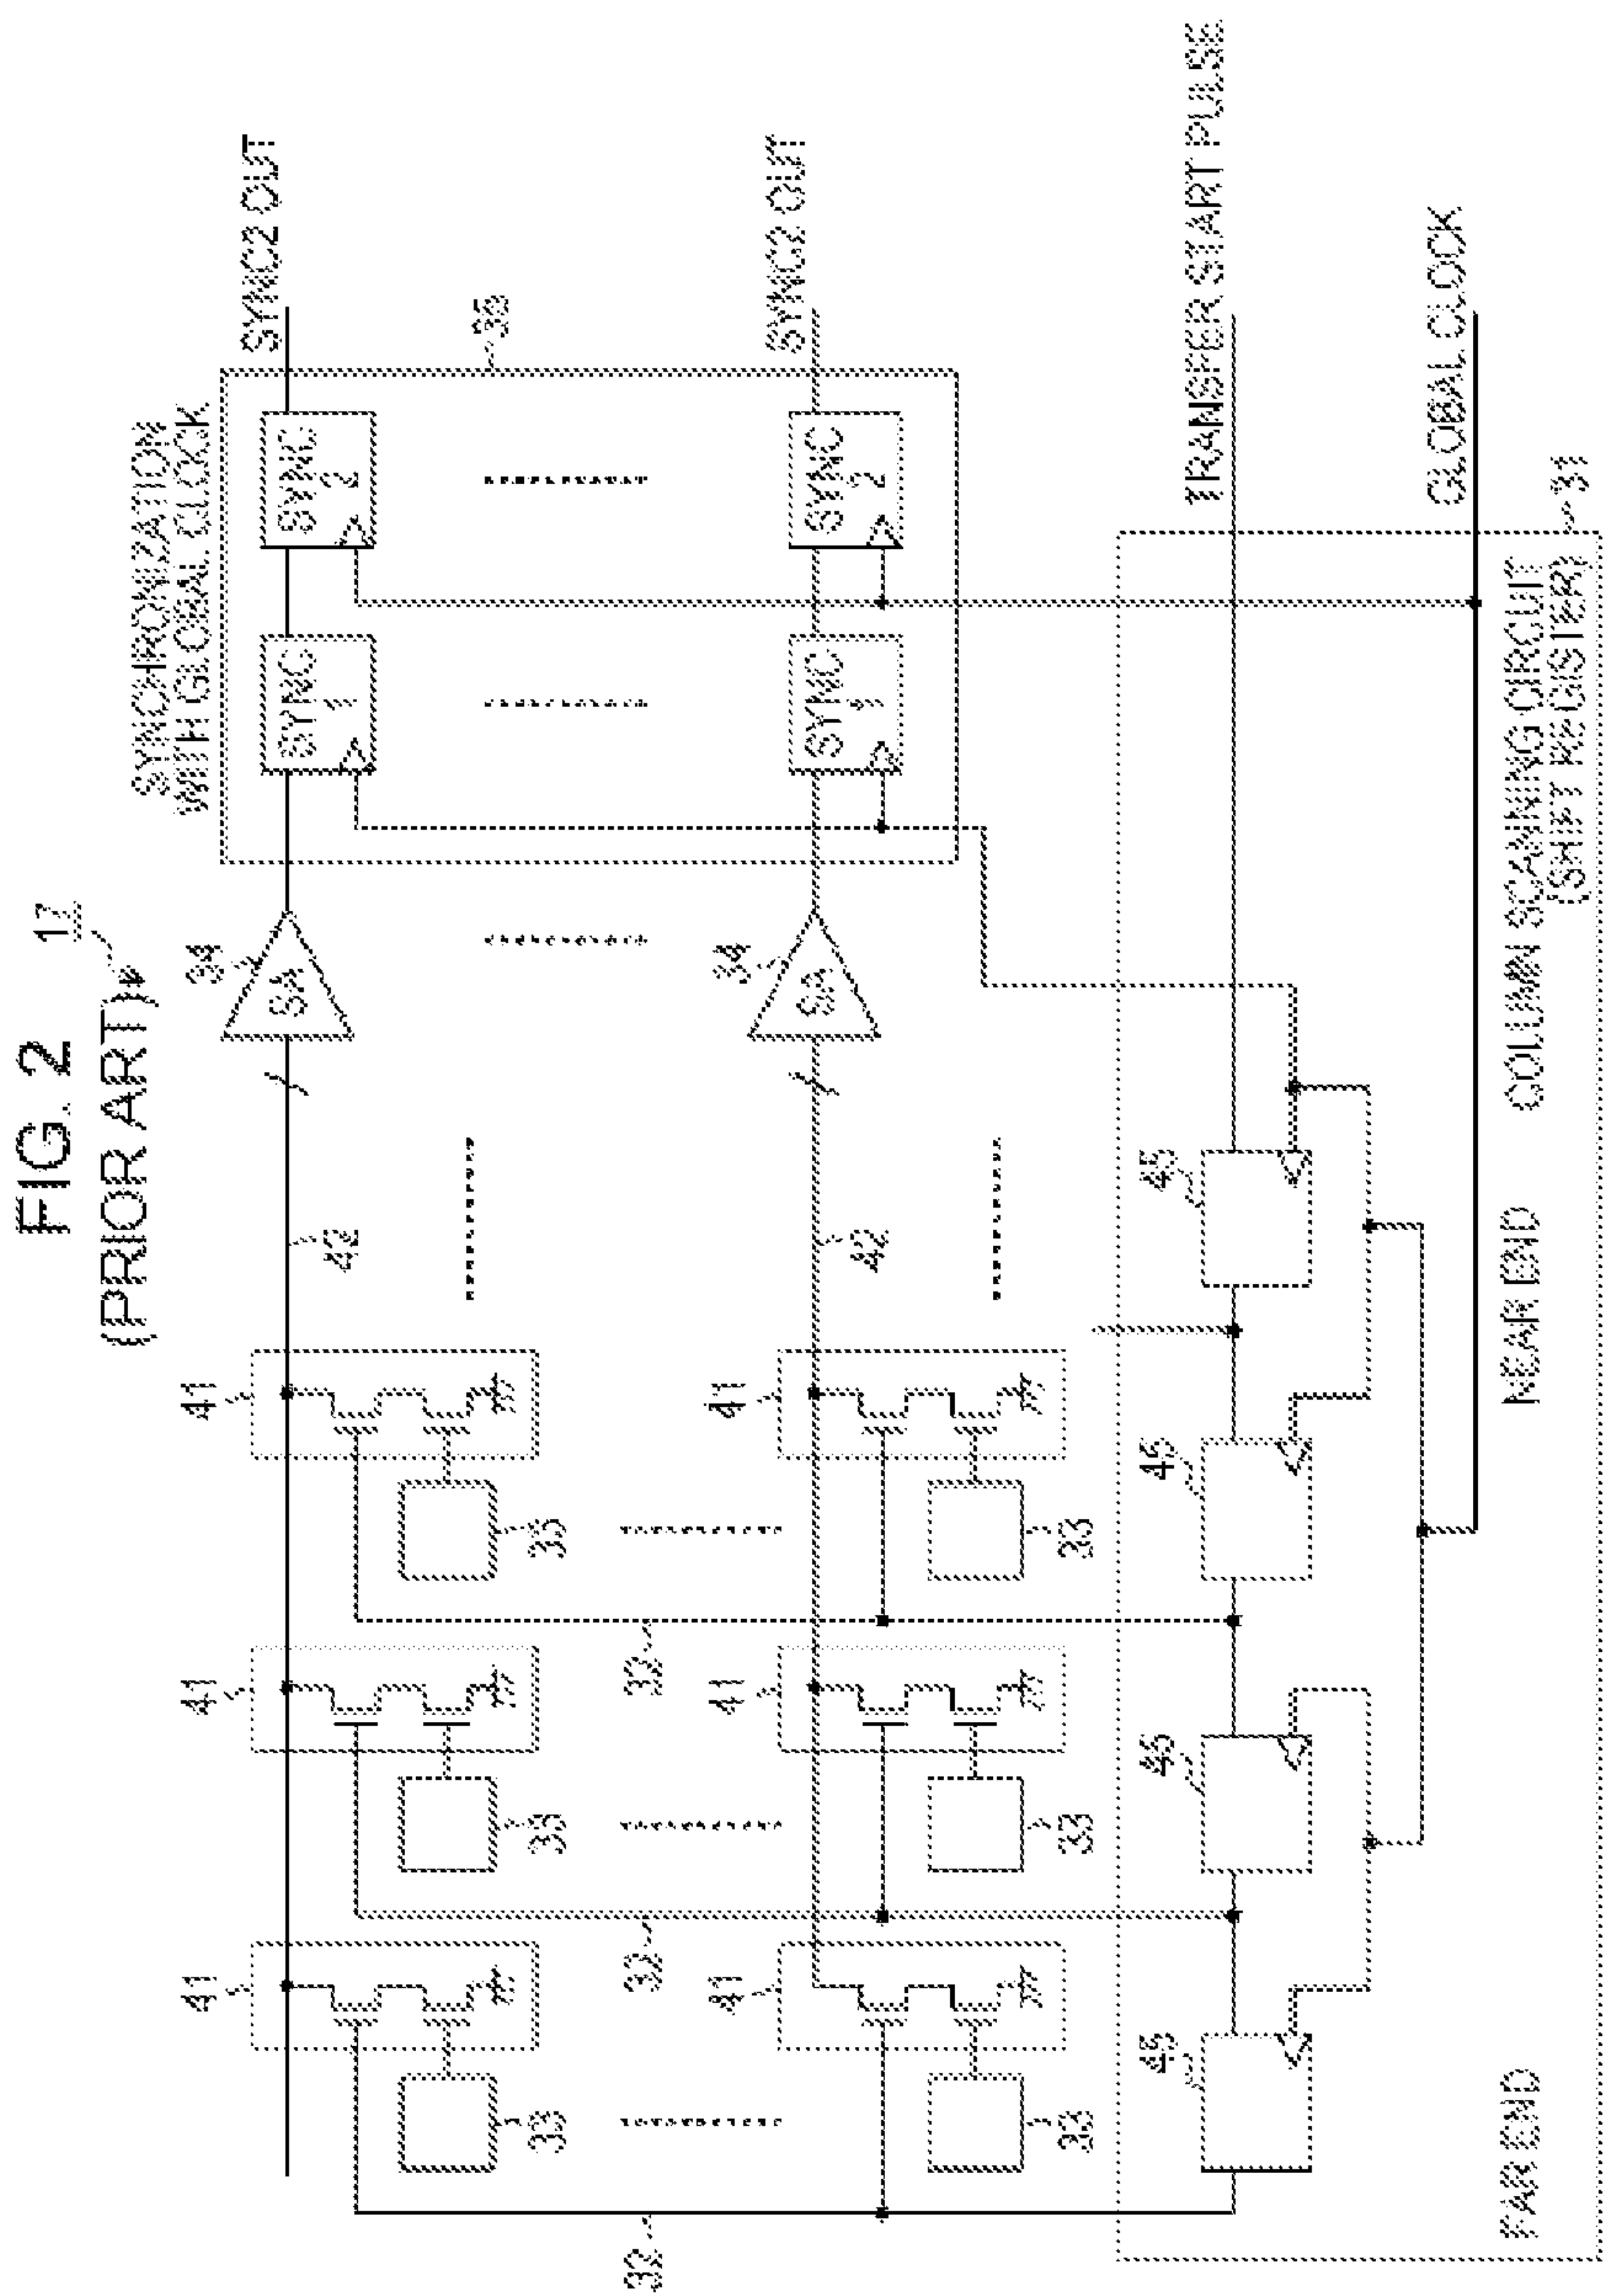 FIG. 2
(PRIOR ART)
17
SYNCHRONIZATION
WITH GLOBAL CLOCK
41
41
41
42
34
SA
SYNC
1
SYNC
2
SYNC2 OUT
33
33
35
32
32
32
41
41
41
42
34
SA
SYNC
1
SYNC
2
SYNC2 OUT
33
33
33
45
45
45
45
TRANSFER START PULSE
GLOBAL CLOCK
FAR END
NEAR END
COLUMN SCANNING CIRCUIT
(SHIFT REGISTER)
31